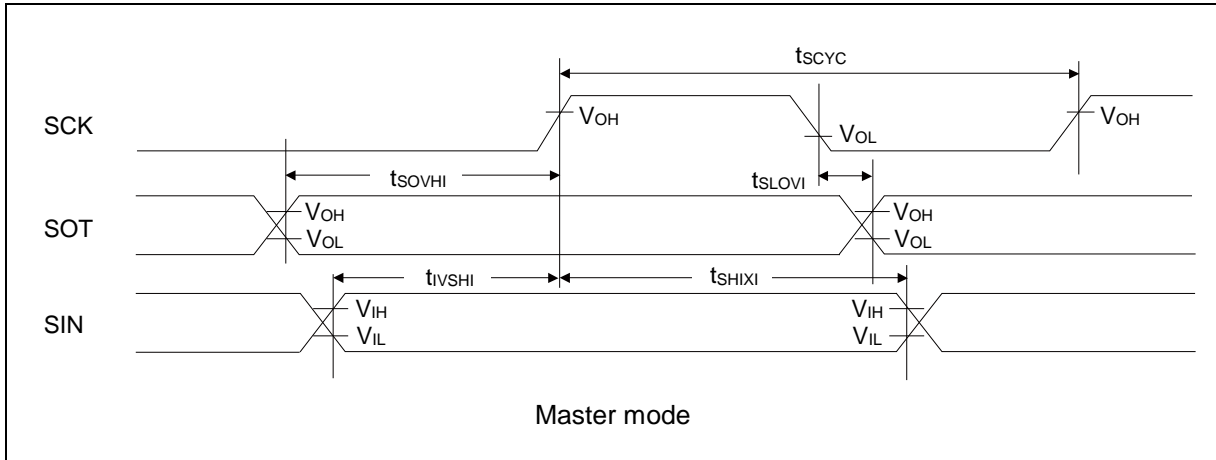 tSCYC
SCK
VOH
VOL
VOH
tSOVHI
tSLOVI
SOT
VOH
VOL
VOH
VOL
tIVSHI
tSHIXI
SIN
VIH
VIL
VIH
VIL
Master mode